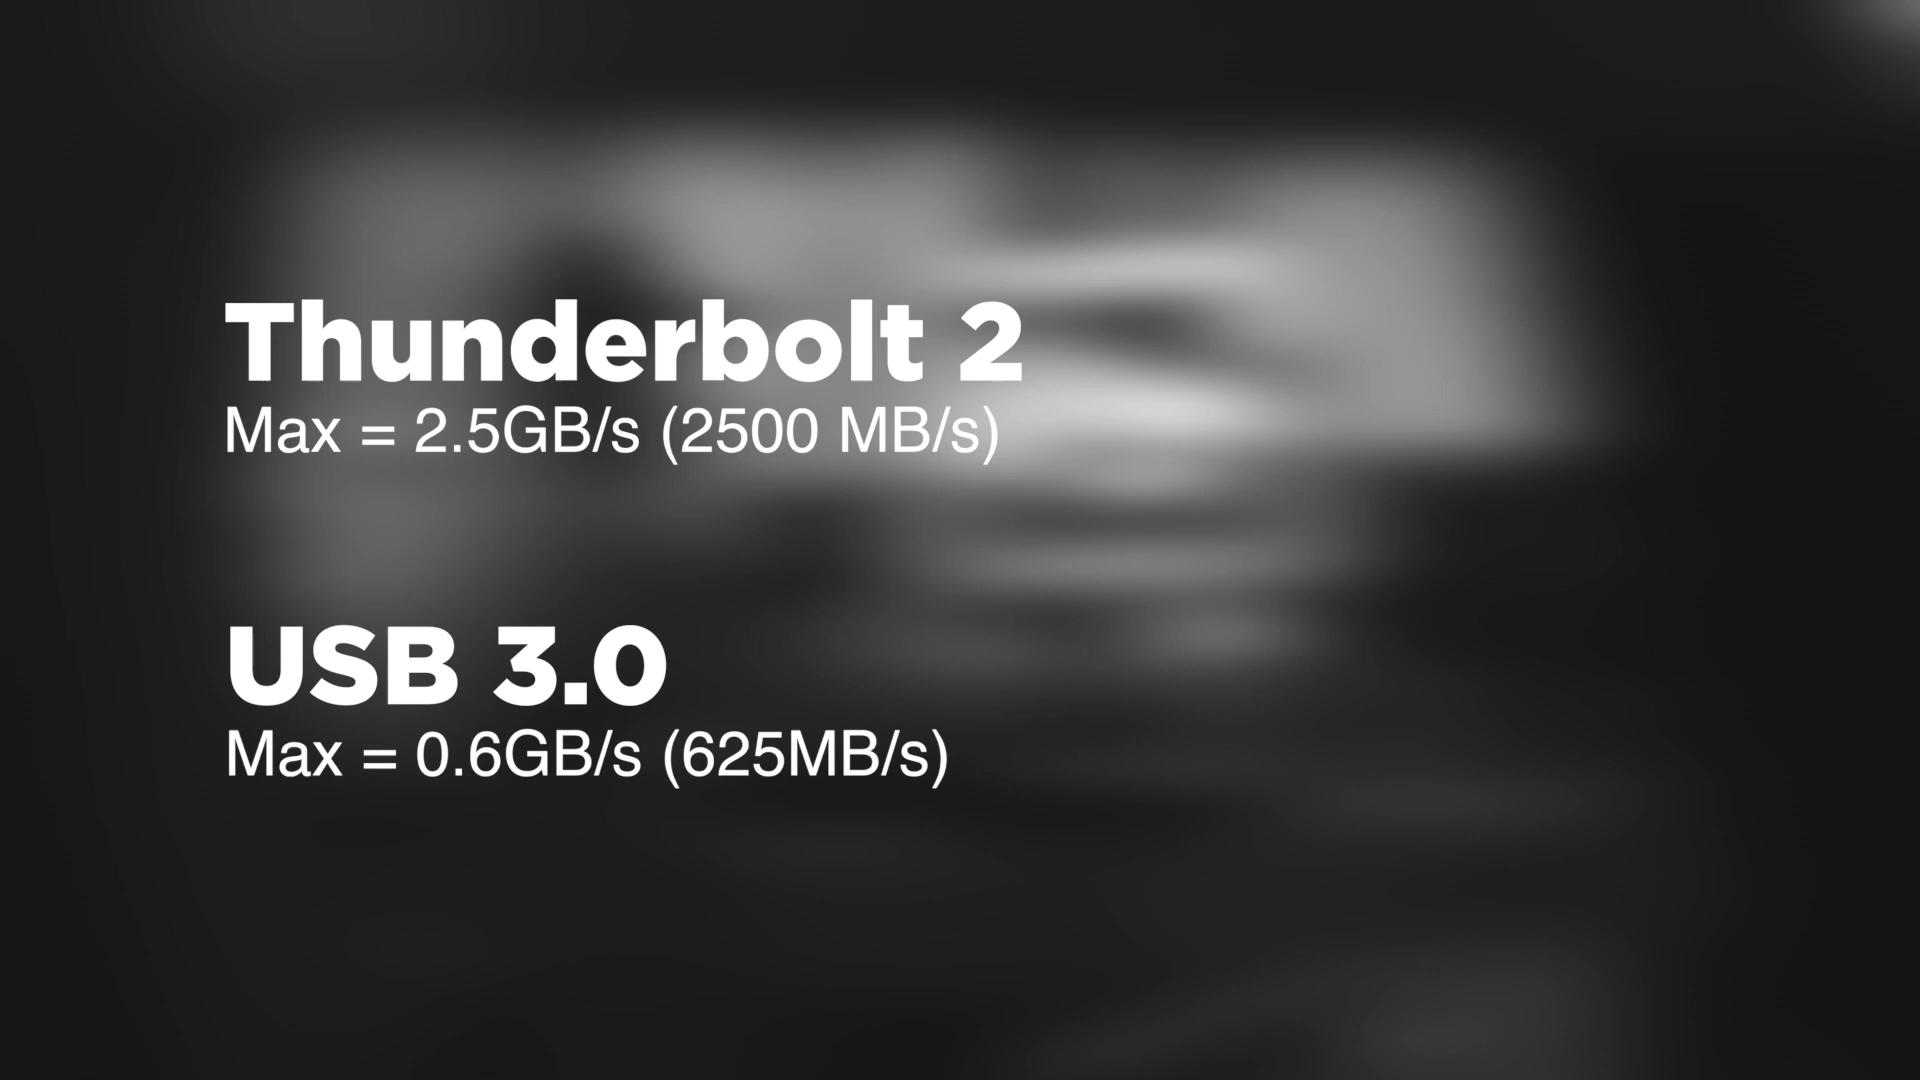 Thunderbolt 2
Max = 2.5GB/s (2500 MB/s)
USB 3.0
Max = 0.6GB/s (625MB/s)